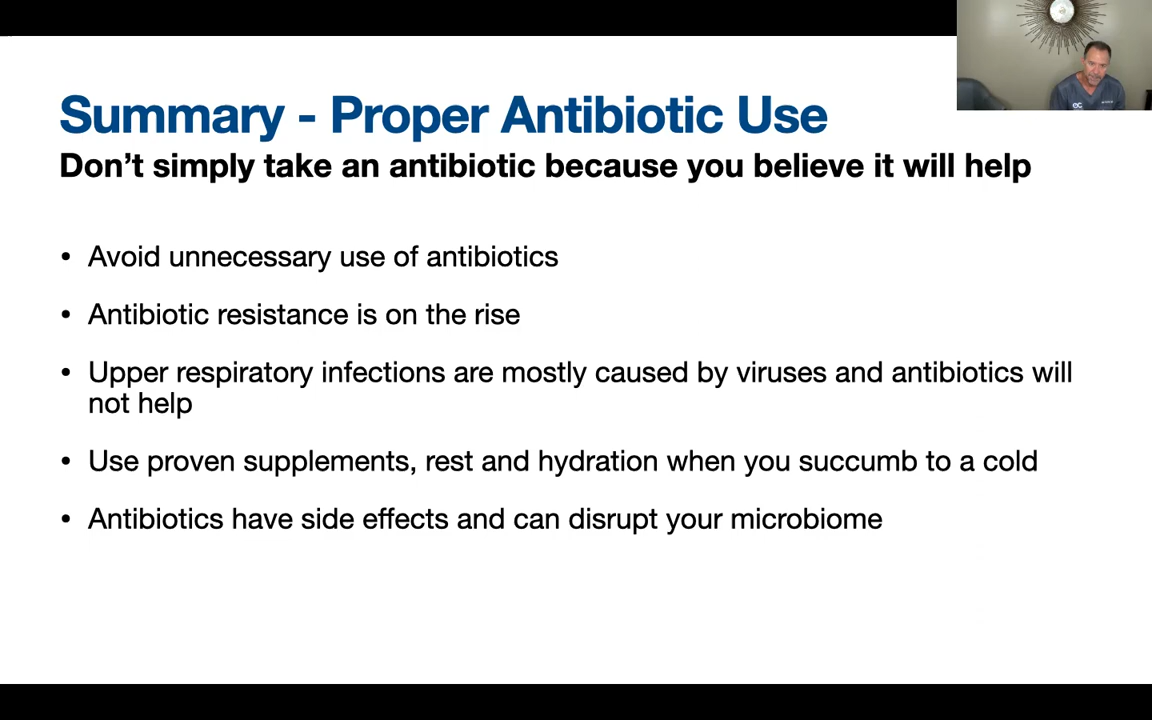 Summary - Proper Antibiotic Use
Don’t simply take an antibiotic because you believe it will help
• Avoid unnecessary use of antibiotics
• Antibiotic resistance is on the rise
• Upper respiratory infections are mostly caused by viruses and antibiotics will
not help
• Use proven supplements, rest and hydration when you succumb to a cold
• Antibiotics have side effects and can disrupt your microbiome